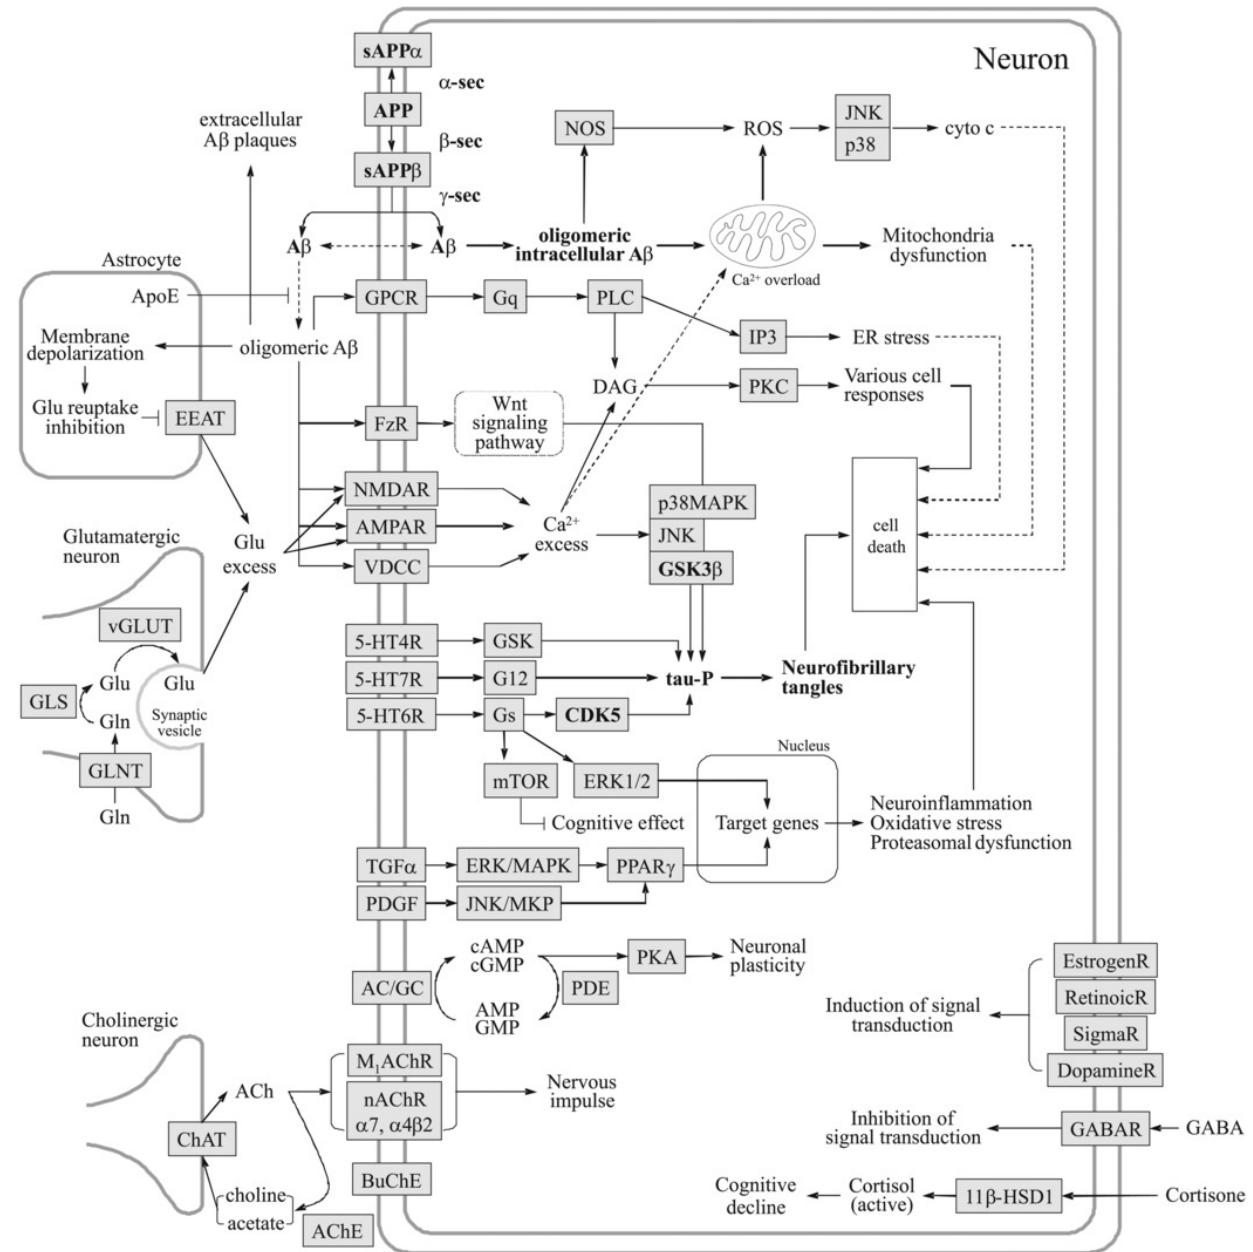 Neuron
sAPPα
α-sec
APP
β-sec
sAPPβ
γ-sec
extracellular
Aβ plaques
NOS
ROS
JNK
p38
cyto c
Aβ
Aβ
oligomeric
intracellular Aβ
Ca²⁺ overload
Mitochondria
dysfunction
Astrocyte
ApoE
GPCR
Gq
PLC
Membrane
depolarization
oligomeric Aβ
IP3
ER stress
DAG
PKC
Various cell
responses
Glu reuptake
inhibition
EEAT
FzR
Wnt
signaling
pathway
NMDAR
AMPAR
VDCC
Ca²⁺
excess
p38MAPK
JNK
GSK3β
cell
death
Glutamatergic
neuron
Glu
excess
vGLUT
Glu
Glu
GLS
Gln
Synaptic
vesicle
GLNT
Gln
5-HT4R
GSK
5-HT7R
G12
tau-P
Neurofibrillary
tangles
5-HT6R
Gs
CDK5
Nucleus
mTOR
ERK1/2
Cognitive effect
Target genes
Neuroinflammation
Oxidative stress
Proteasomal dysfunction
TGFα
ERK/MAPK
PPARγ
PDGF
JNK/MKP
cAMP
cGMP
PKA
Neuronal
plasticity
AC/GC
PDE
AMP
GMP
EstrogenR
RetinoicR
SigmaR
DopamineR
Induction of signal
transduction
Cholinergic
neuron
ACh
M₁AChR
nAChR
α7, α4β2
Nervous
impulse
ChAT
choline
acetate
AChE
BuChE
Inhibition of
signal transduction
GABAR
GABA
Cognitive
decline
Cortisol
(active)
11β-HSD1
Cortisone